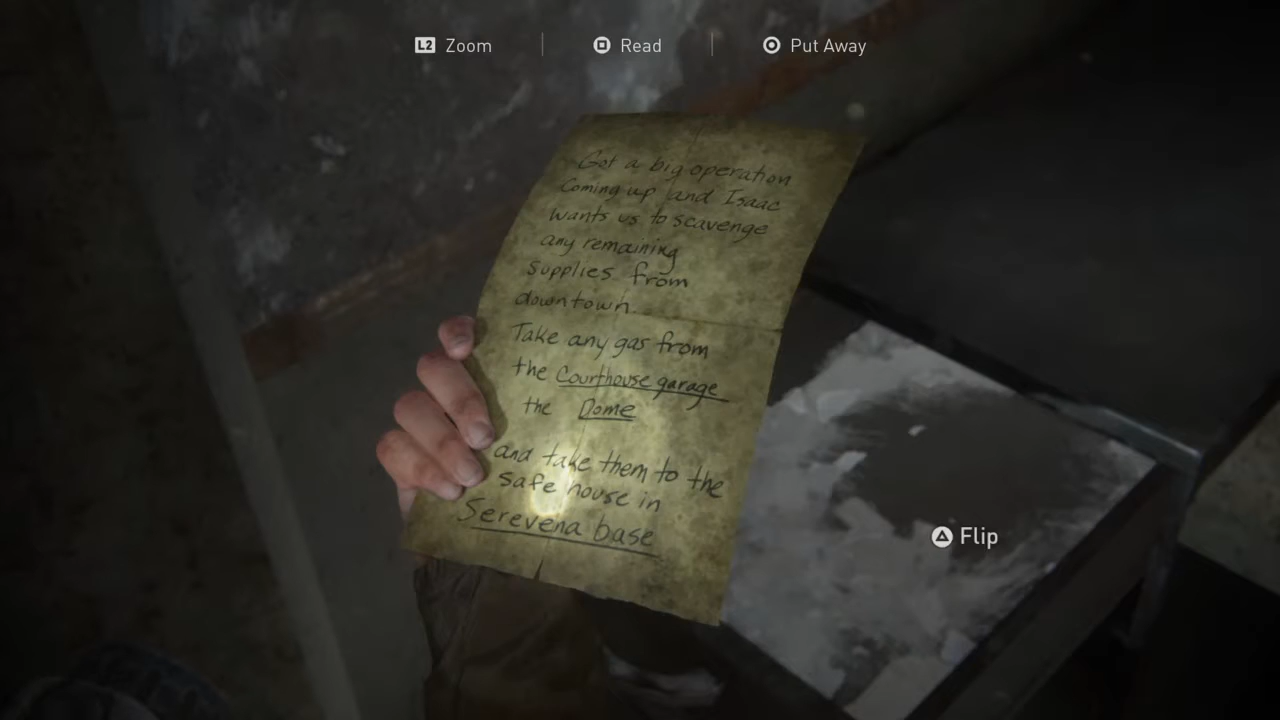 L2 Zoom
Read
Put Away
Got a big operation
Coming up and Isaac
wants us to scavenge
any remaining
supplies from
downtown.
Take any gas from
the Courthouse garage
the Dome
and take them to the
safe house in
Serevena base
Flip